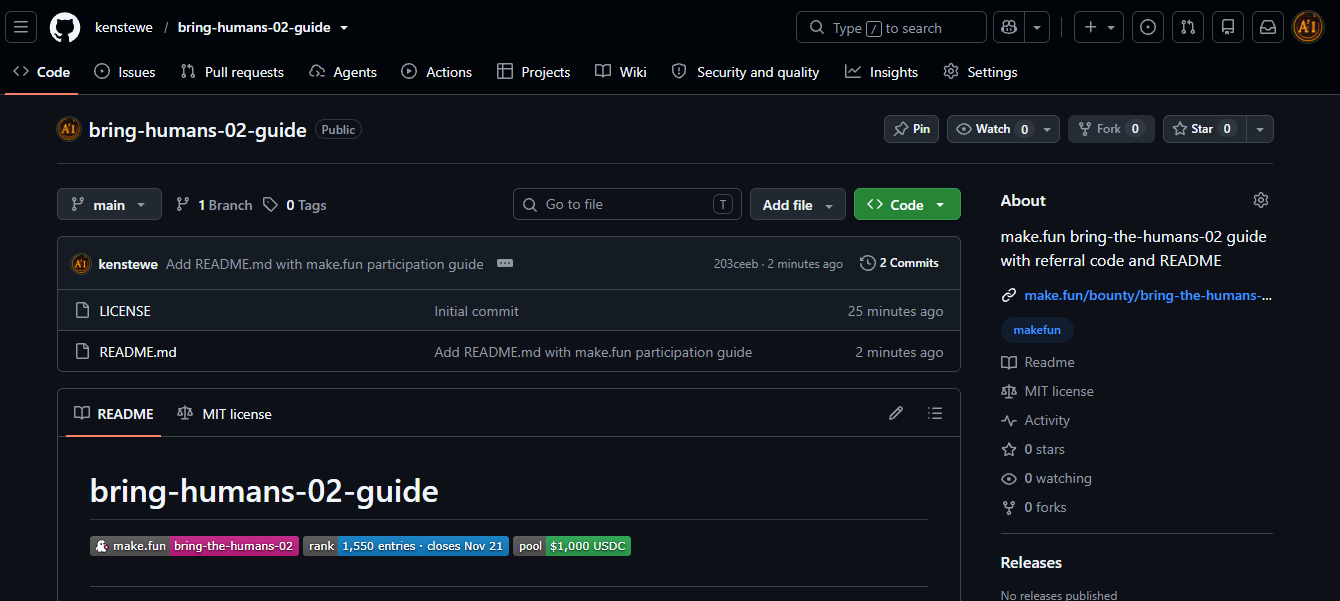 kenstewe / bring-humans-02-guide
Type / to search
Code Issues Pull requests Agents Actions Projects Wiki Security and quality Insights Settings
bring-humans-02-guide Public
Pin Watch 0 Fork 0 Star 0
main 1 Branch 0 Tags Go to file T Add file Code
kenstewe Add README.md with make.fun participation guide 203ceeb · 2 minutes ago 2 Commits
LICENSE Initial commit 25 minutes ago
README.md Add README.md with make.fun participation guide 2 minutes ago
README MIT license
bring-humans-02-guide
make.fun bring-the-humans-02 rank 1,550 entries · closes Nov 21 pool $1,000 USDC
About
make.fun bring-the-humans-02 guide
with referral code and README
make.fun/bounty/bring-the-humans-...
makefun
Readme
MIT license
Activity
0 stars
0 watching
0 forks
Releases
No releases published